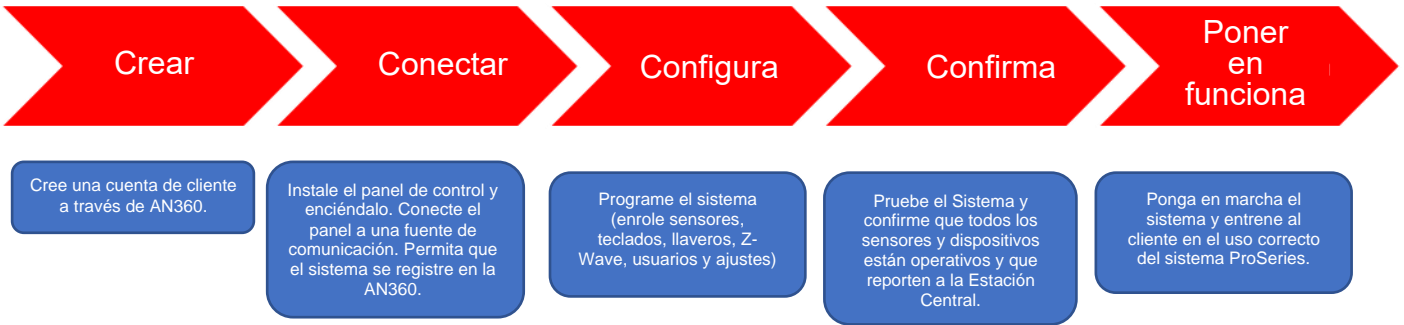 Crear
Conectar
Configura
Confirma
Poner
en
funciona
Cree una cuenta de cliente
a través de AN360.
Instale el panel de control y
enciéndalo. Conecte el
panel a una fuente de
comunicación. Permita que
el sistema se registre en la
AN360.
Programe el sistema
(enrole sensores,
teclados, llaveros, Z-
Wave, usuarios y ajustes)
Pruebe el Sistema y
confirme que todos los
sensores y dispositivos
están operativos y que
reporten a la Estación
Central.
Ponga en marcha el
sistema y entrene al
cliente en el uso correcto
del sistema ProSeries.